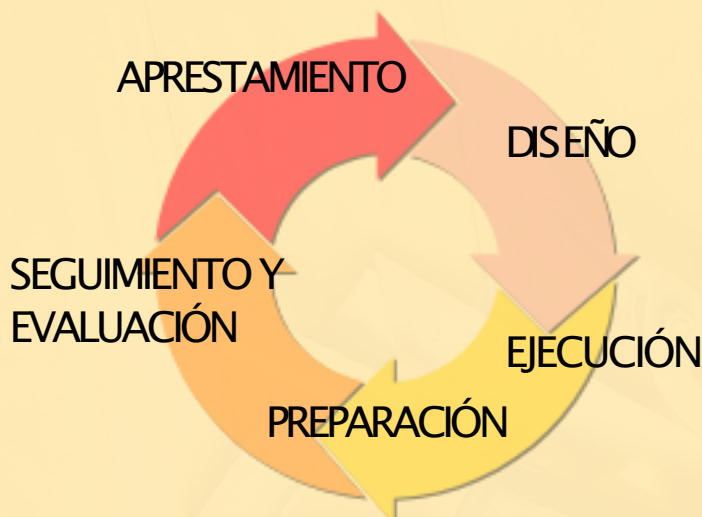 APRESTAMIENTO
DISEÑO
SEGUIMIENTO Y
EVALUACIÓN
EJECUCIÓN
PREPARACIÓN